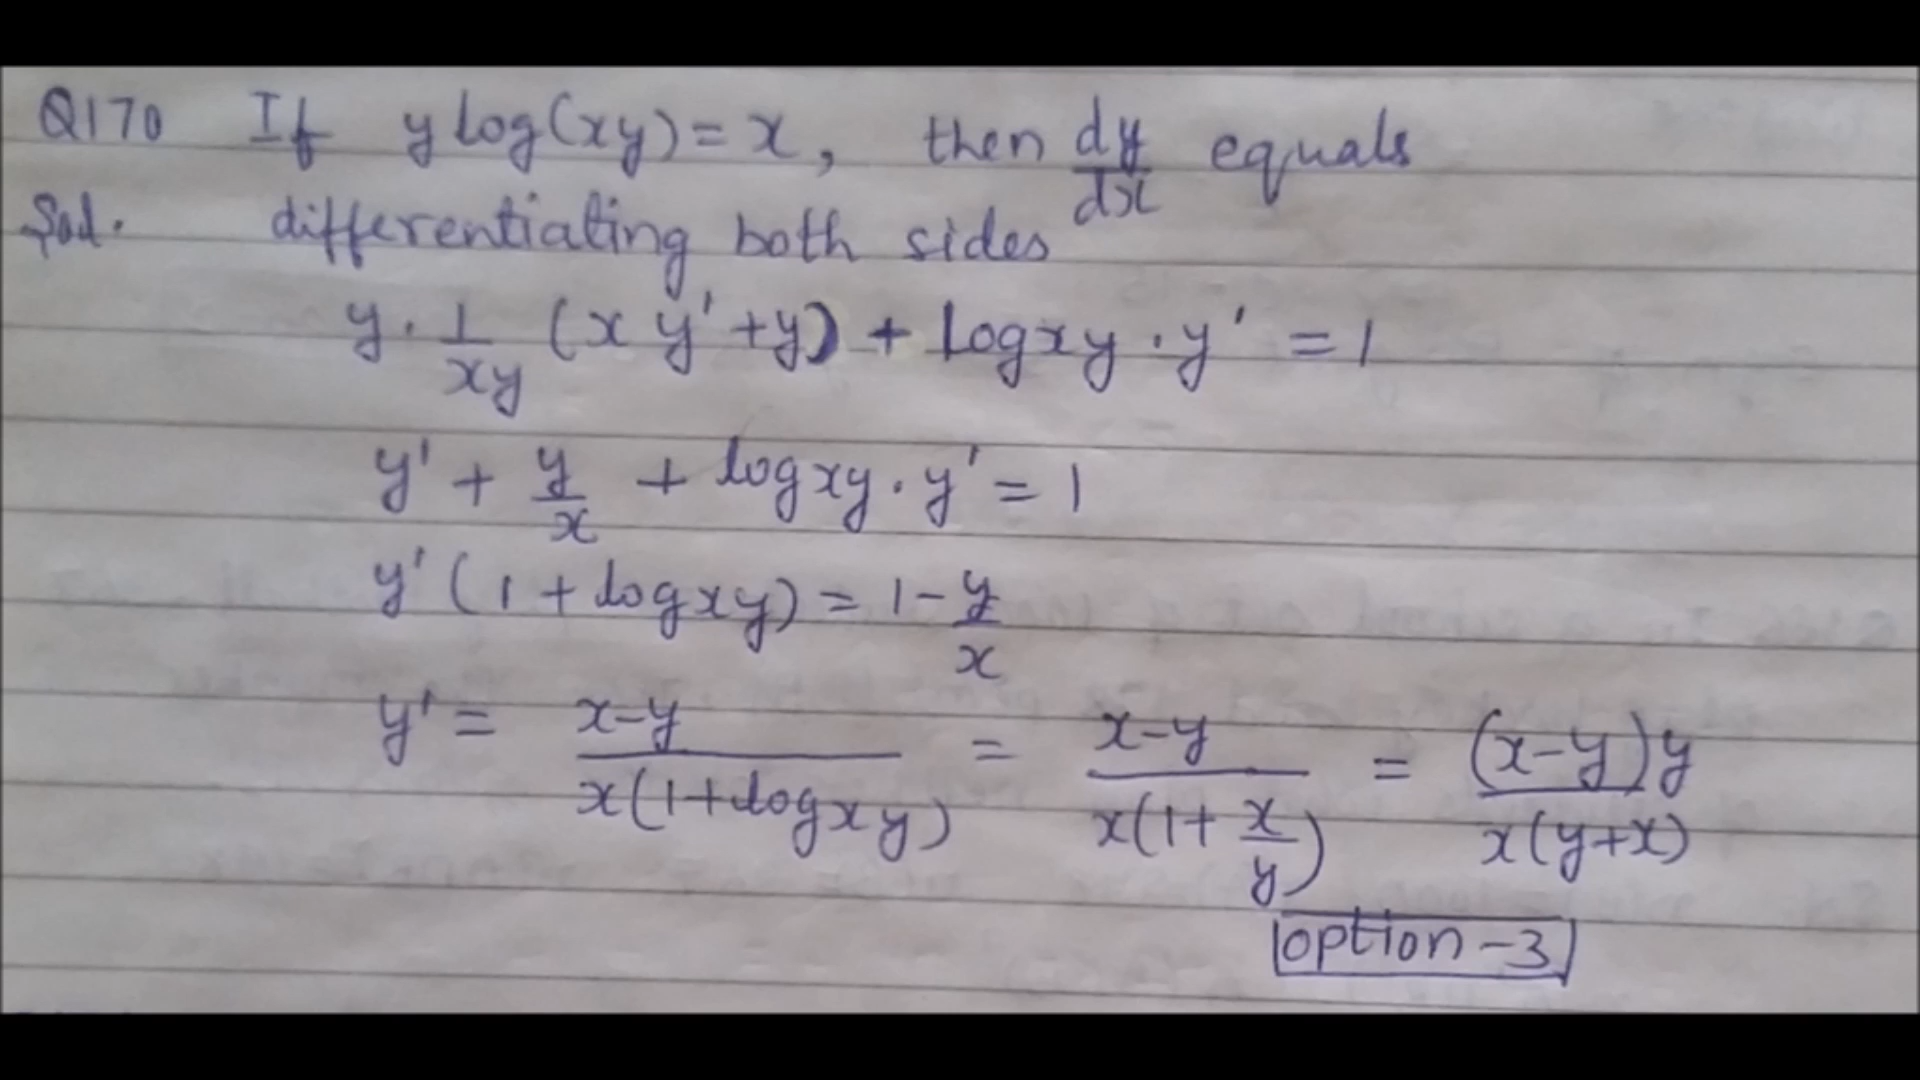 Q170 If y log(xy) = x, then dy/dx equals
Sol. differentiating both sides
y · 1/xy (x y' + y) + log xy · y' = 1
y' + y/x + log xy · y' = 1
y' (1 + log xy) = 1 - y/x
y' = x-y / x(1+log xy) = x-y / x(1+ x/y) = (x-y)y / x(y+x)
option-3